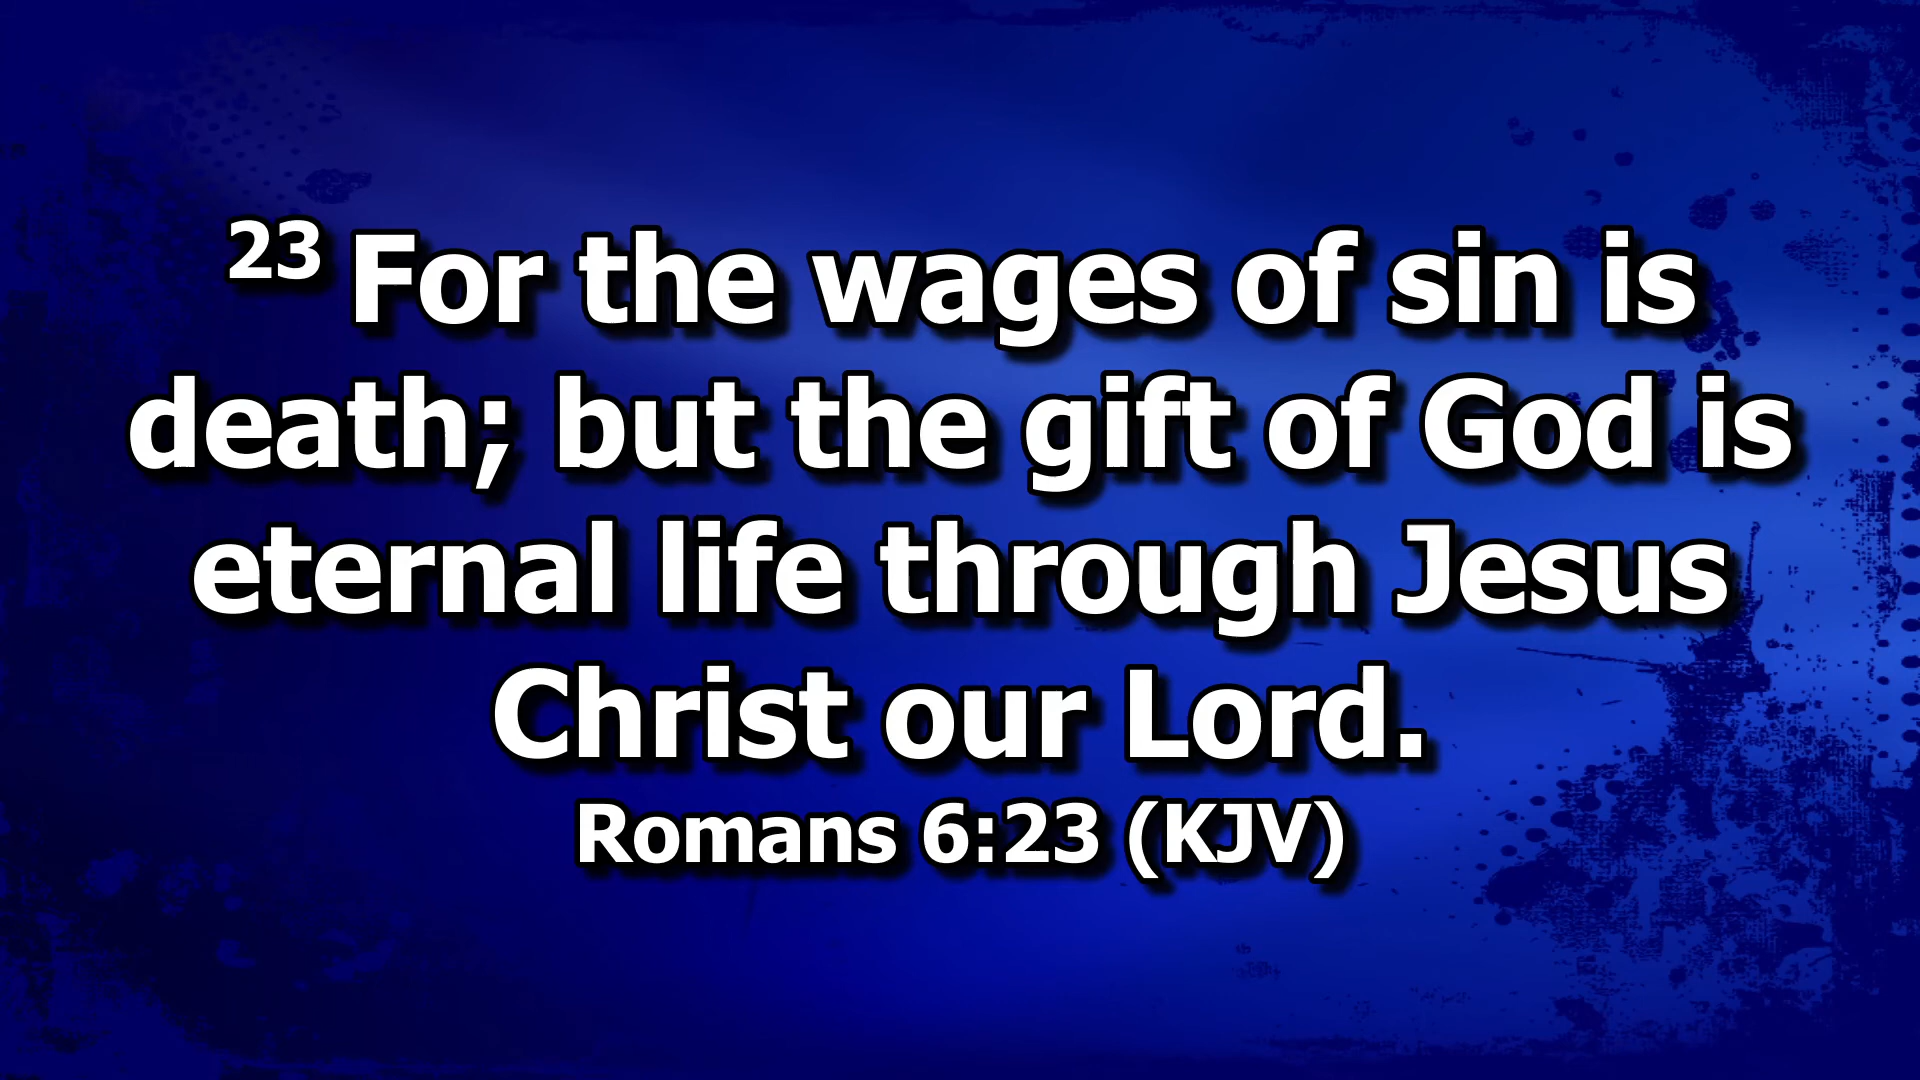 23 For the wages of sin is
death; but the gift of God is
eternal life through Jesus
Christ our Lord.
Romans 6:23 (KJV)